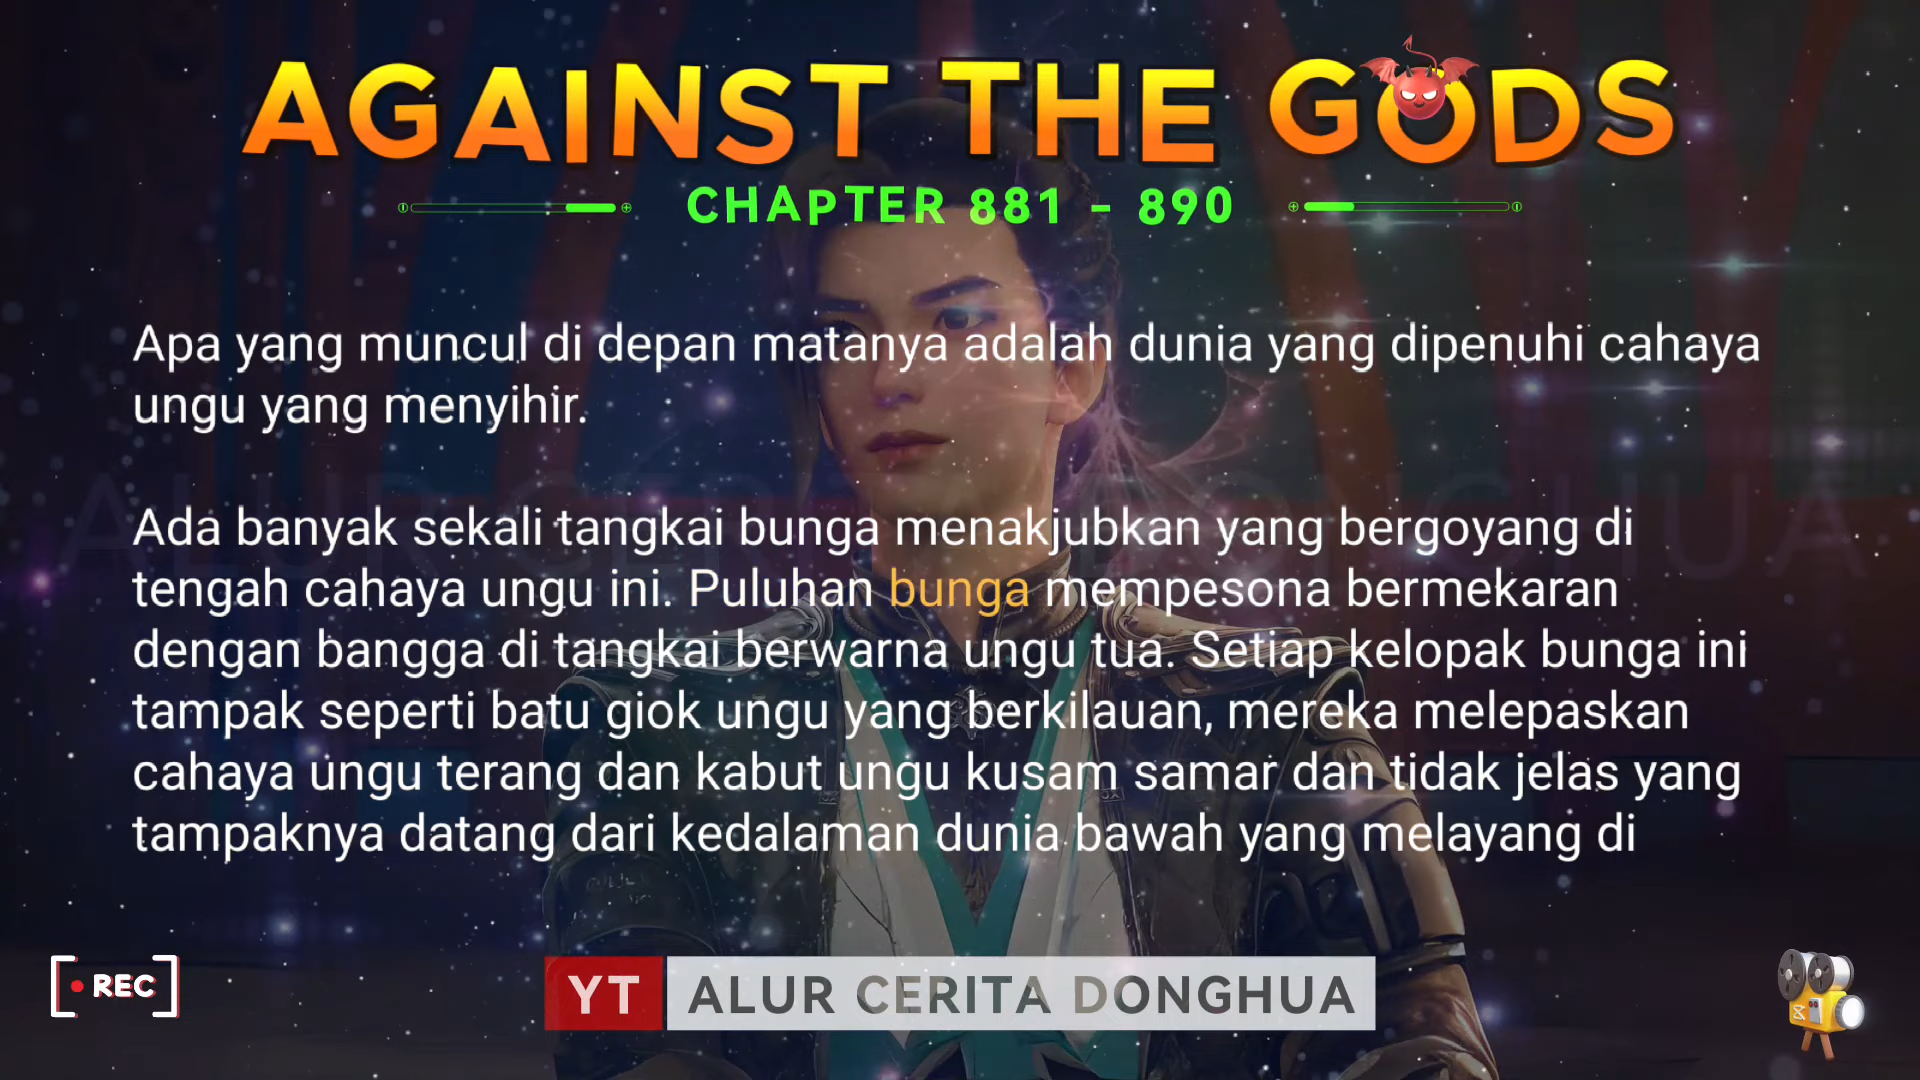 AGAINST THE GODS
CHAPTER 881 - 890
Apa yang muncul di depan matanya adalah dunia yang dipenuhi cahaya
ungu yang menyihir.
Ada banyak sekali tangkai bunga menakjubkan yang bergoyang di
tengah cahaya ungu ini. Puluhan bunga mempesona bermekaran
dengan bangga di tangkai berwarna ungu tua. Setiap kelopak bunga ini
tampak seperti batu giok ungu yang berkilauan, mereka melepaskan
cahaya ungu terang dan kabut ungu kusam samar dan tidak jelas yang
tampaknya datang dari kedalaman dunia bawah yang melayang di
ALUR CERITA DONGHUA
REC
YT ALUR CERITA DONGHUA